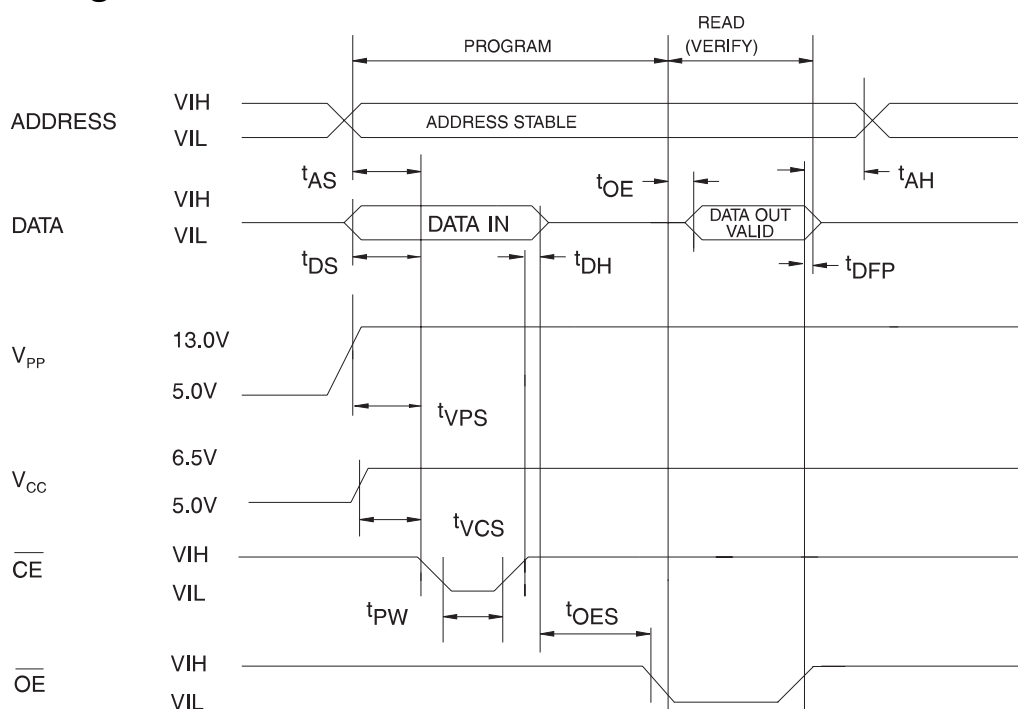 READ
PROGRAM (VERIFY)
ADDRESS VIH VIL ADDRESS STABLE
tAS tOE tAH
DATA VIH VIL DATA IN DATA OUT VALID
tDS tDH tDFP
VPP 13.0V 5.0V
tVPS
VCC 6.5V 5.0V
tVCS
CE VIH VIL
tPW tOES
OE VIH VIL